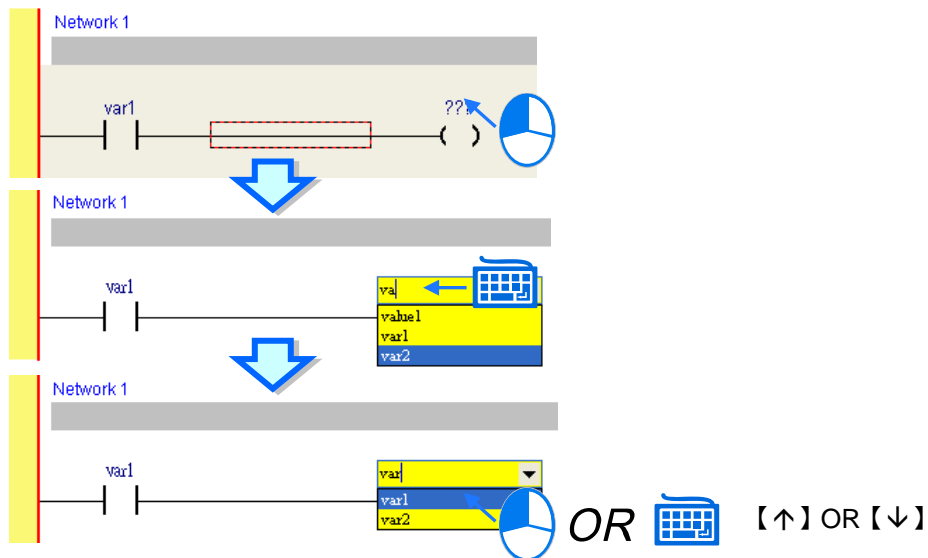 Network 1
var1
???
Network 1
var1
va
value1
var1
var2
Network 1
var1
var
var1
var2
OR
【↑】OR【↓】